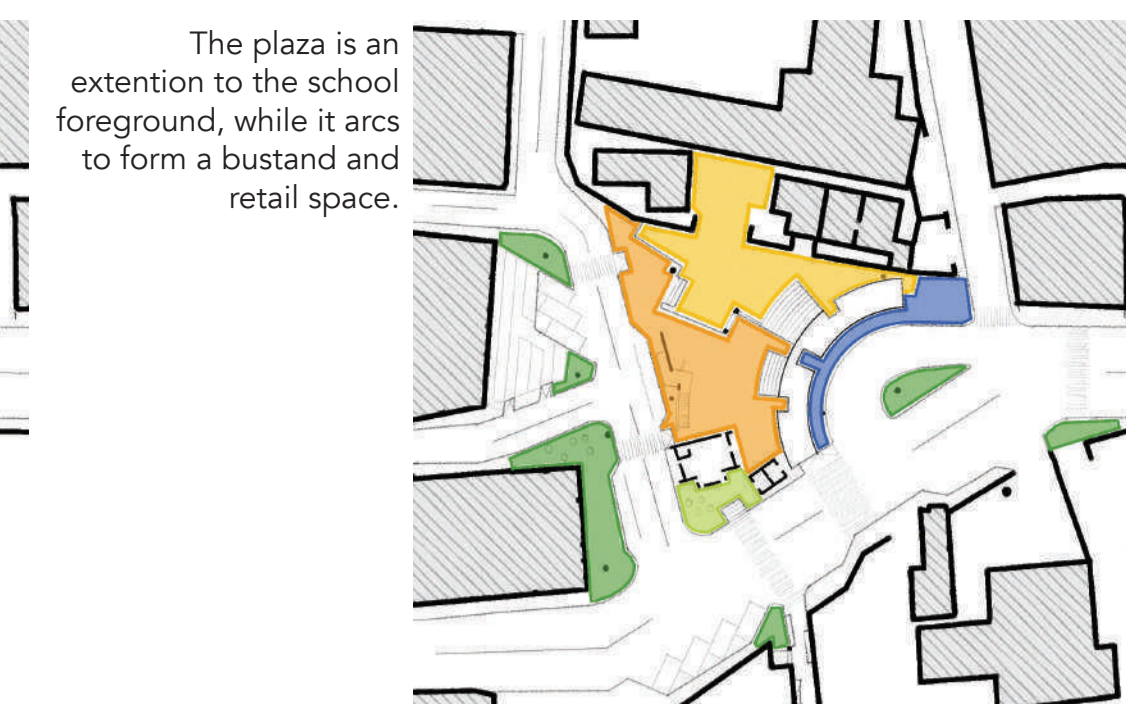 The plaza is an
extention to the school
foreground, while it arcs
to form a bustand and
retail space.